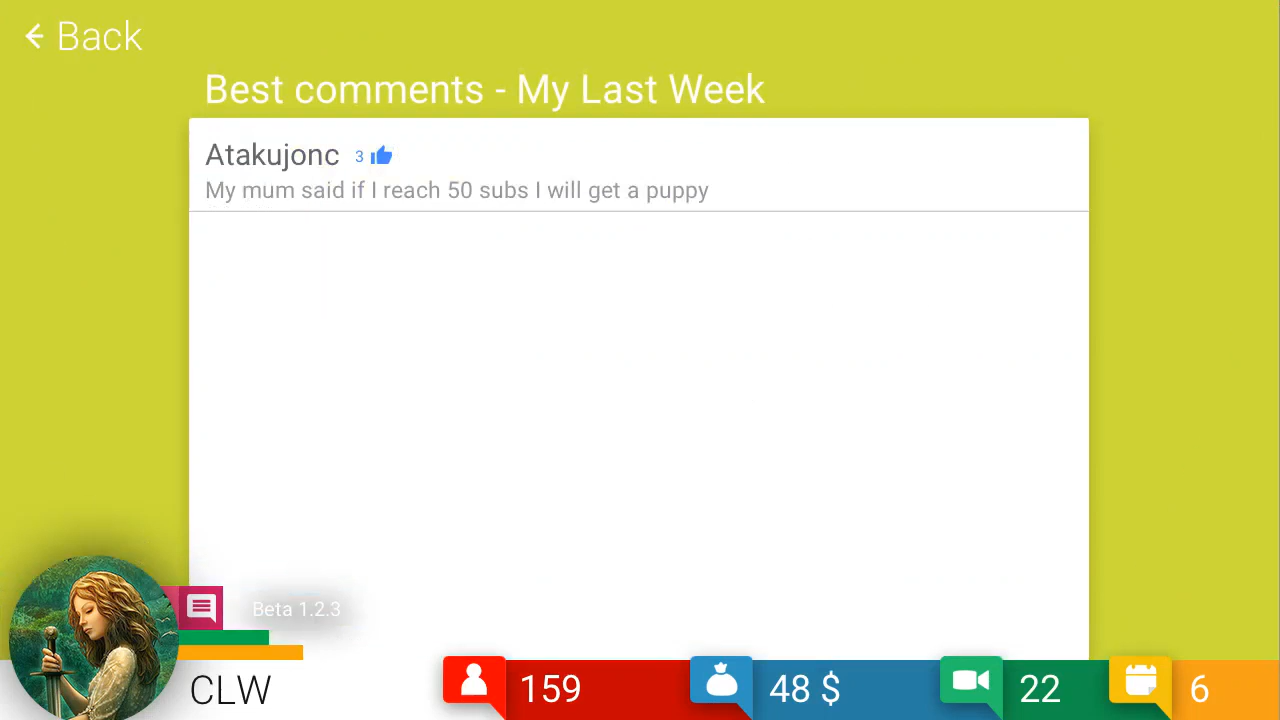 Back
Best comments - My Last Week
Atakujonc 3
My mum said if I reach 50 subs I will get a puppy
Beta 1.2.3
CLW
159
48 $
22
6